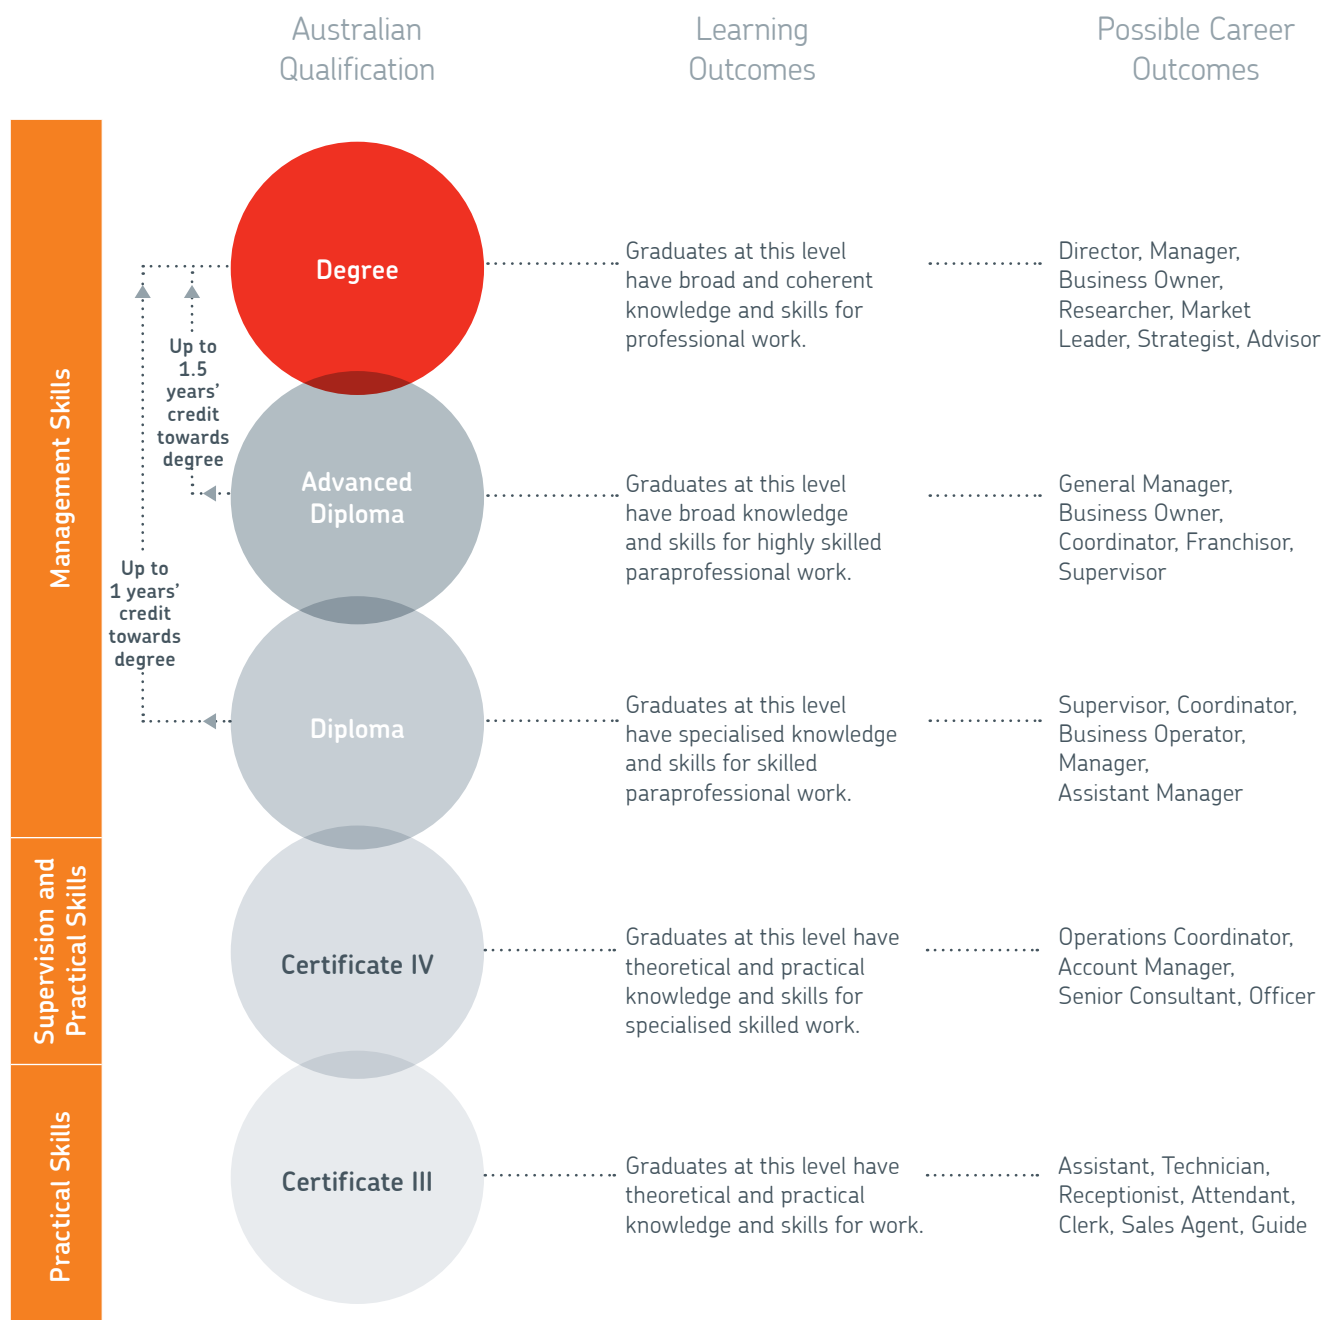 Australian
Qualification
Learning
Outcomes
Possible Career
Outcomes
Management Skills
Degree
Graduates at this level
have broad and coherent
knowledge and skills for
professional work.
Director, Manager,
Business Owner,
Researcher, Market
Leader, Strategist, Advisor
Up to
1.5
years’
credit
towards
degree
Advanced
Diploma
Graduates at this level
have broad knowledge
and skills for highly skilled
paraprofessional work.
General Manager,
Business Owner,
Coordinator, Franchisor,
Supervisor
Up to
1 years’
credit
towards
degree
Diploma
Graduates at this level
have specialised knowledge
and skills for skilled
paraprofessional work.
Supervisor, Coordinator,
Business Operator,
Manager,
Assistant Manager
Supervision and
Practical Skills
Certificate IV
Graduates at this level have
theoretical and practical
knowledge and skills for
specialised skilled work.
Operations Coordinator,
Account Manager,
Senior Consultant, Officer
Practical Skills
Certificate III
Graduates at this level have
theoretical and practical
knowledge and skills for work.
Assistant, Technician,
Receptionist, Attendant,
Clerk, Sales Agent, Guide